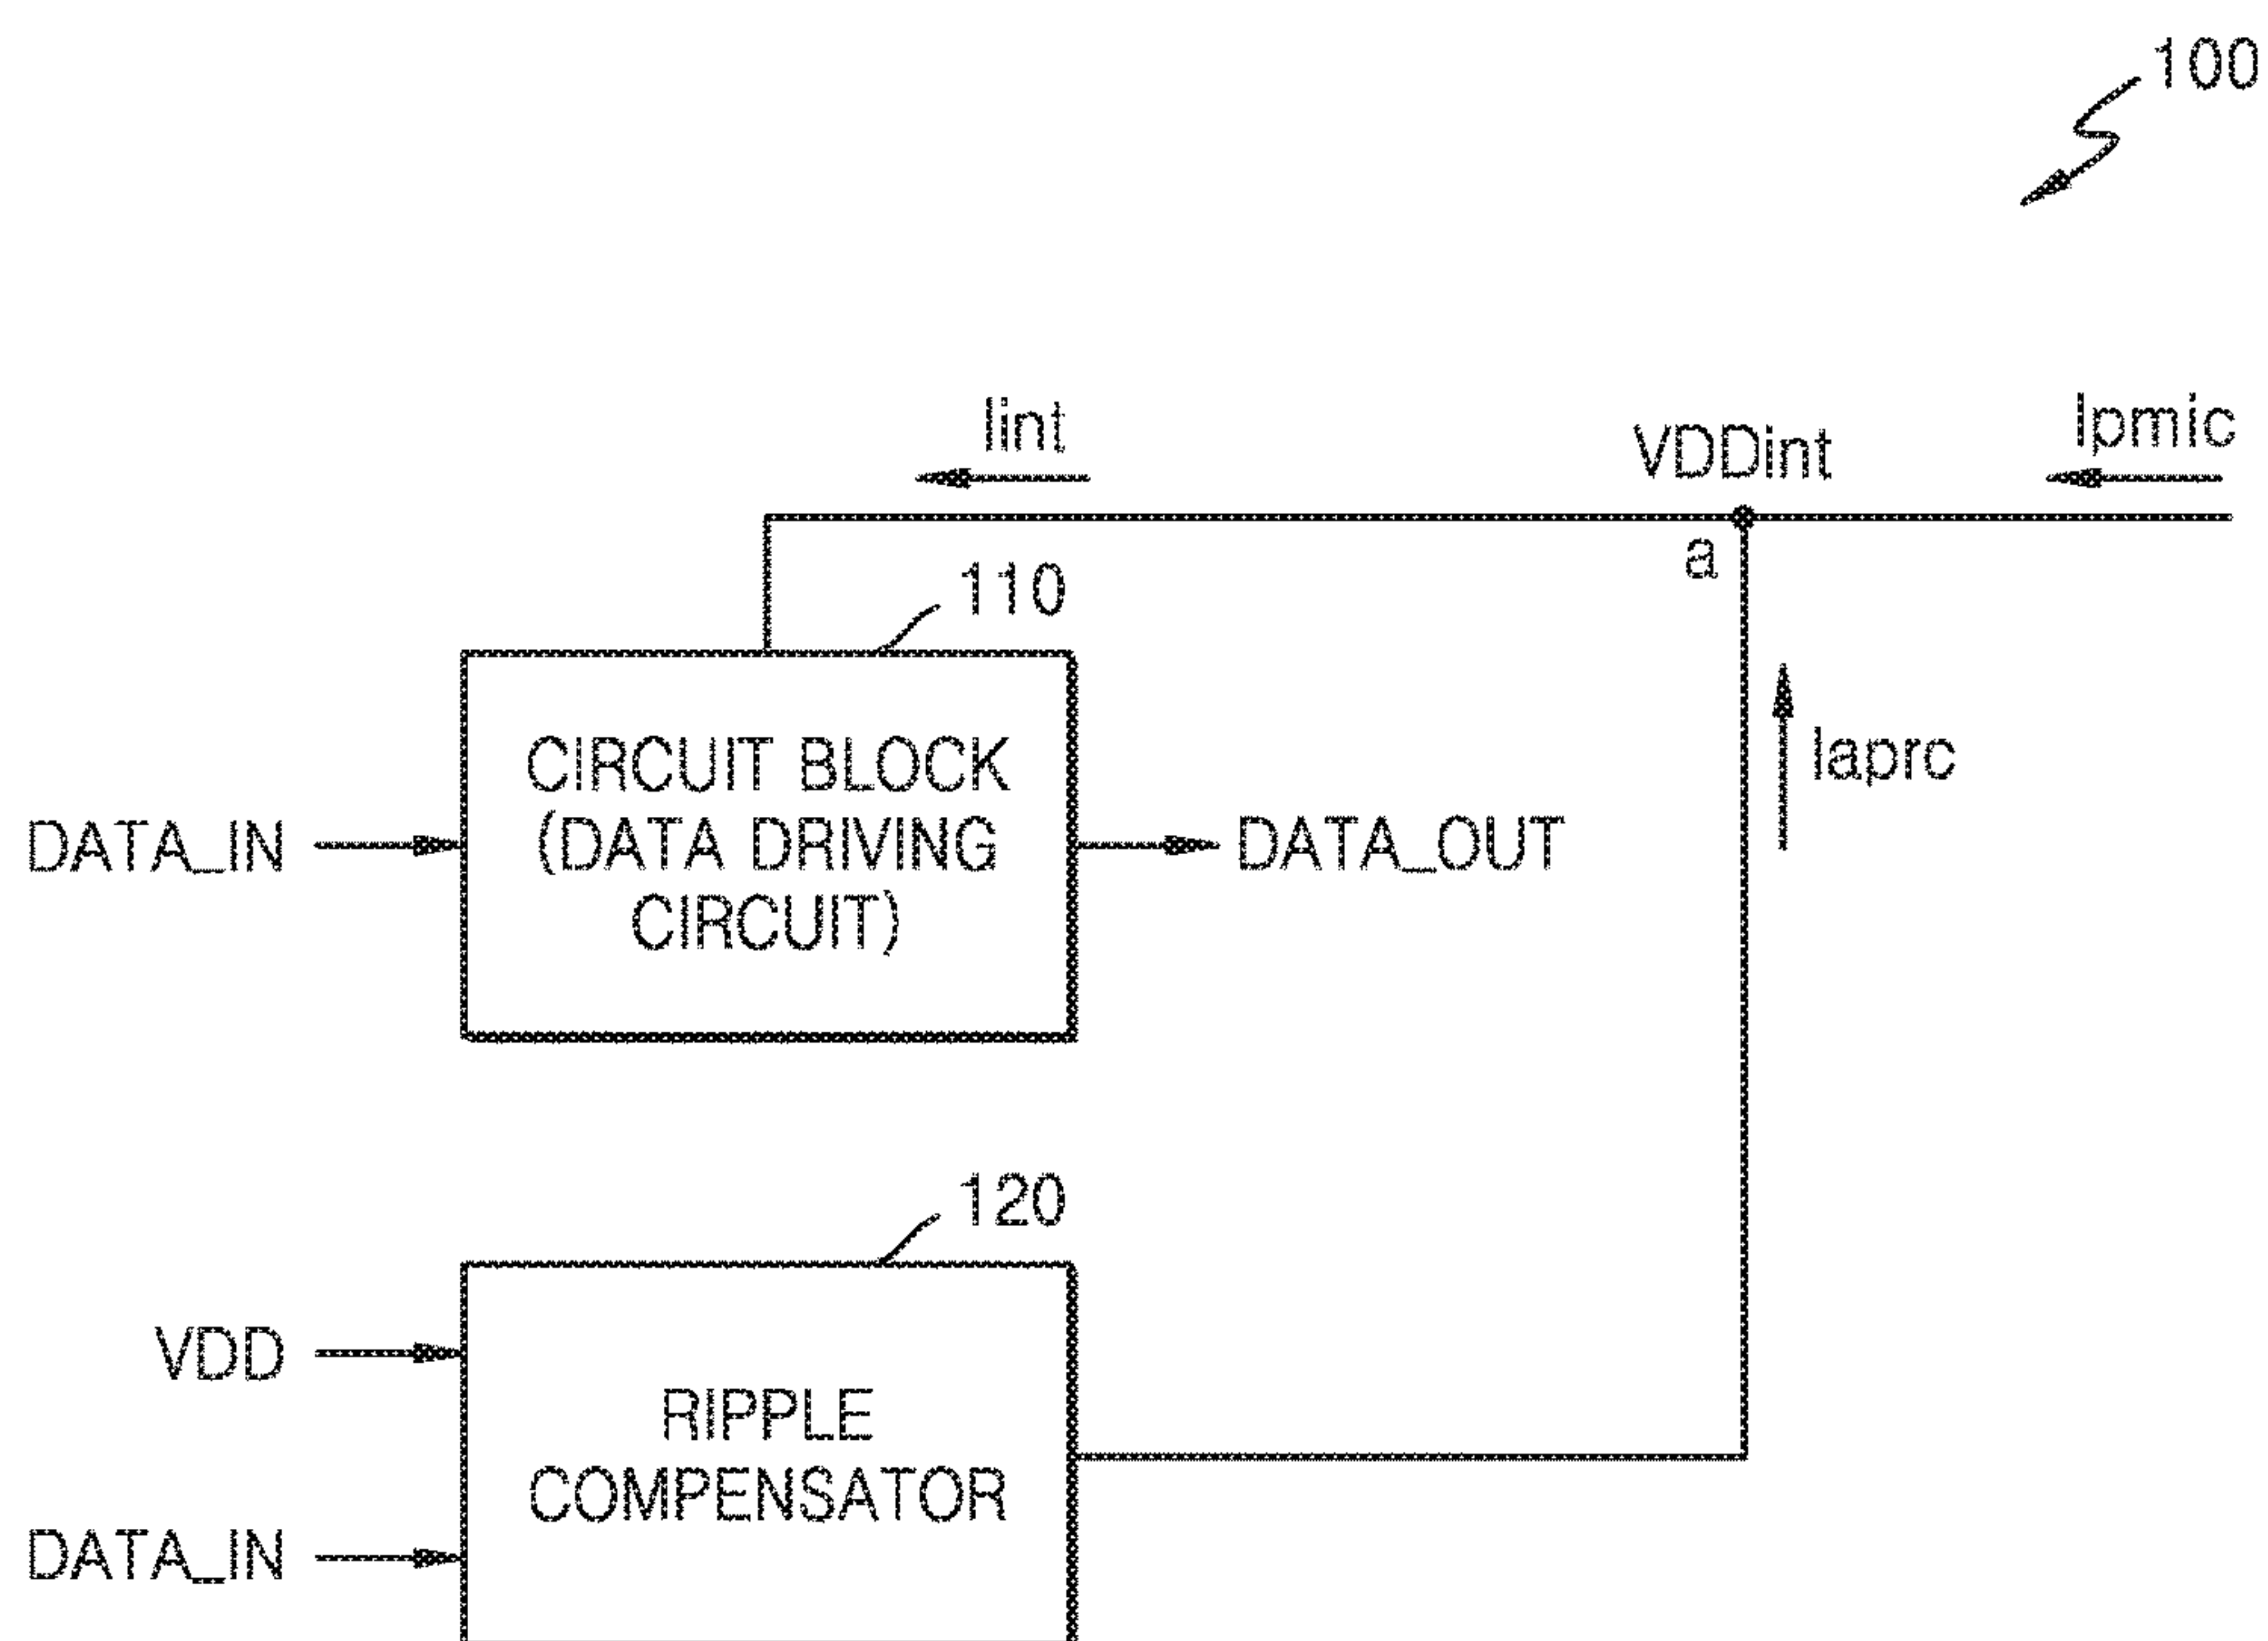 100
Iint
VDDint
Ipmic
a
110
CIRCUIT BLOCK
(DATA DRIVING
CIRCUIT)
DATA_IN
DATA_OUT
Iaprc
120
VDD
RIPPLE
COMPENSATOR
DATA_IN